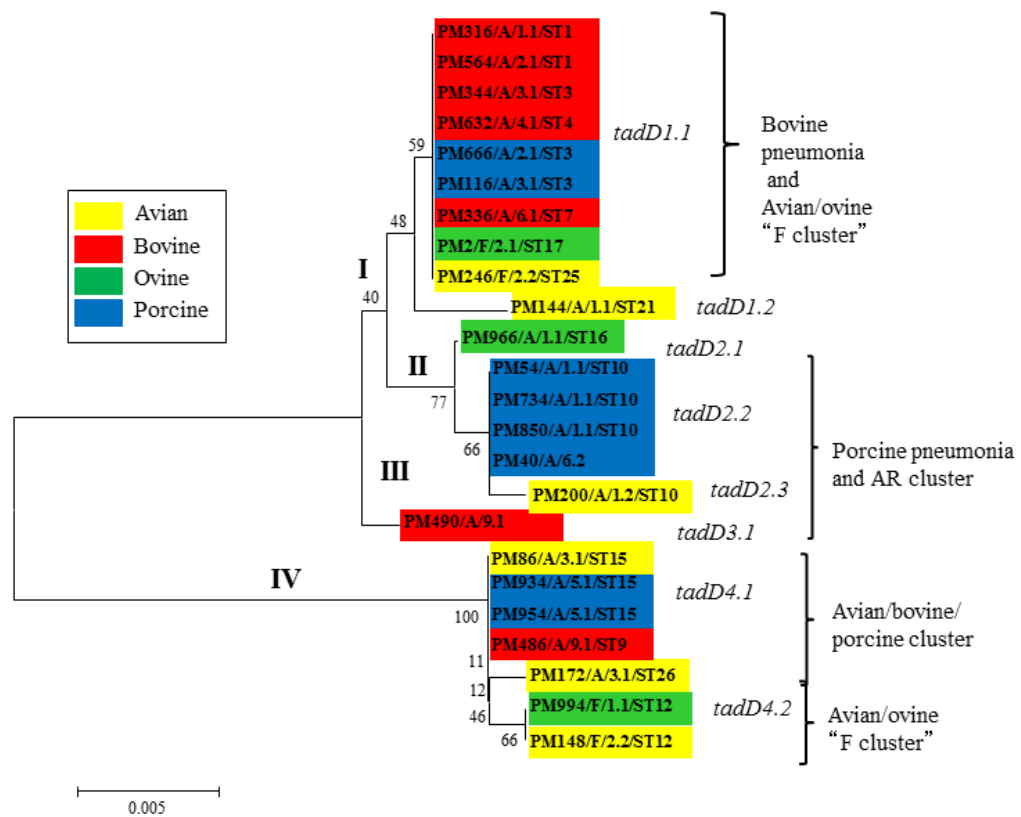 PM316/A/1.1/ST1
PM564/A/2.1/ST1
PM344/A/3.1/ST3
PM632/A/4.1/ST4
PM666/A/2.1/ST3
PM116/A/3.1/ST3
PM336/A/6.1/ST7
PM2/F/2.1/ST17
PM246/F/2.2/ST25
PM144/A/1.1/ST21
PM966/A/1.1/ST16
PM54/A/1.1/ST10
PM734/A/1.1/ST10
PM850/A/1.1/ST10
PM40/A/6.2
PM200/A/1.2/ST10
PM490/A/9.1
PM86/A/3.1/ST15
PM934/A/5.1/ST15
PM954/A/5.1/ST15
PM486/A/9.1/ST9
PM172/A/3.1/ST26
PM994/F/1.1/ST12
PM148/F/2.2/ST12
tadD1.1
tadD1.2
tadD2.1
tadD2.2
tadD2.3
tadD3.1
tadD4.1
tadD4.2
Bovine
pneumonia
and
Avian/ovine
“F cluster”
Porcine pneumonia
and AR cluster
Avian/bovine/
porcine cluster
Avian/ovine
“F cluster”
Avian
Bovine
Ovine
Porcine
I
II
III
IV
59
48
40
77
66
100
11
12
46
66
0.005